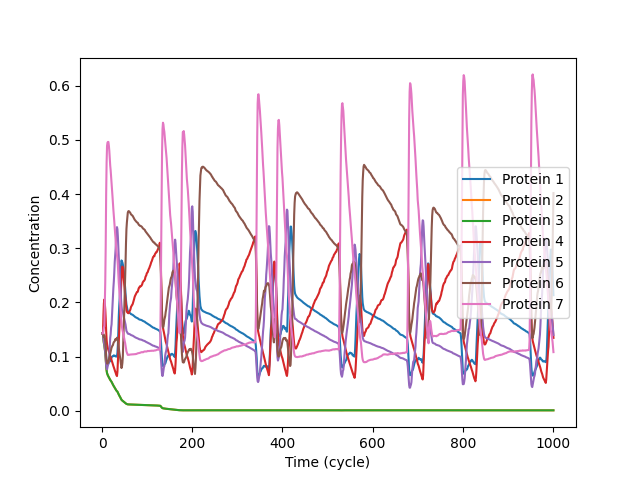 0.6
0.5
0.4
0.3
0.2
0.1
0.0
Concentration
Protein 1
Protein 2
Protein 3
Protein 4
Protein 5
Protein 6
Protein 7
0
200
400
600
800
1000
Time (cycle)